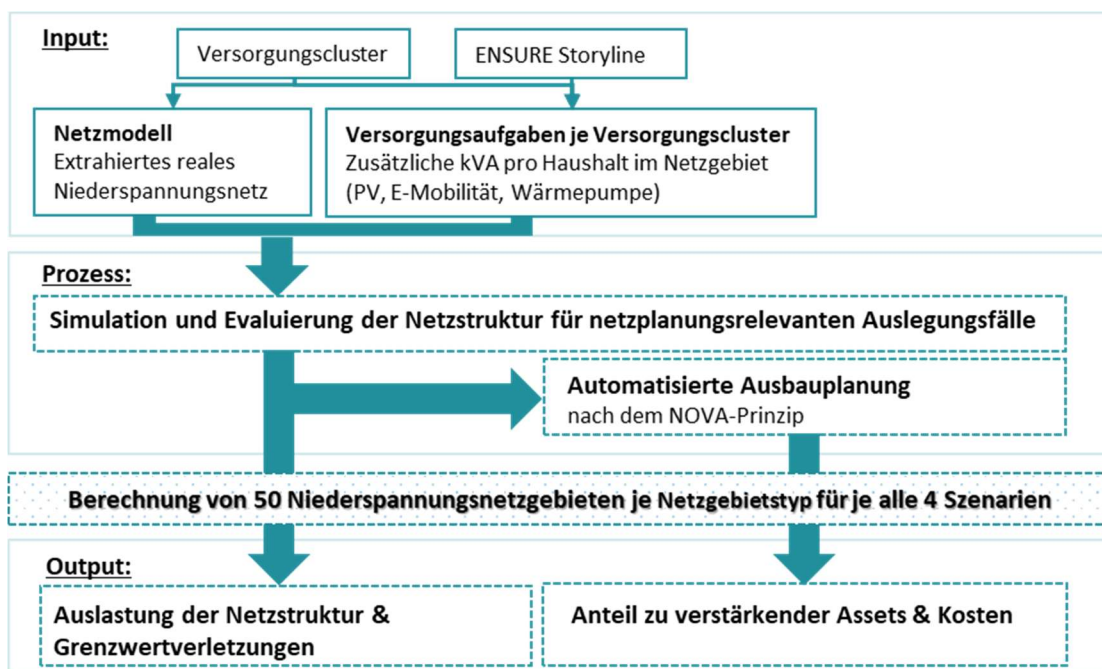 Input:
Versorgungscluster
ENSURE Storyline
Netzmodell
Extrahiertes reales
Niederspannungsnetz
Versorgungsaufgaben je Versorgungscluster
Zusätzliche kVA pro Haushalt im Netzgebiet
(PV, E-Mobilität, Wärmepumpe)
Prozess:
Simulation und Evaluierung der Netzstruktur für netzplanungsrelevanten Auslegungsfälle
Automatisierte Ausbauplanung
nach dem NOVA-Prinzip
Berechnung von 50 Niederspannungsnetzgebieten je Netzgebietstyp für je alle 4 Szenarien
Output:
Auslastung der Netzstruktur &
Grenzwertverletzungen
Anteil zu verstärkender Assets & Kosten